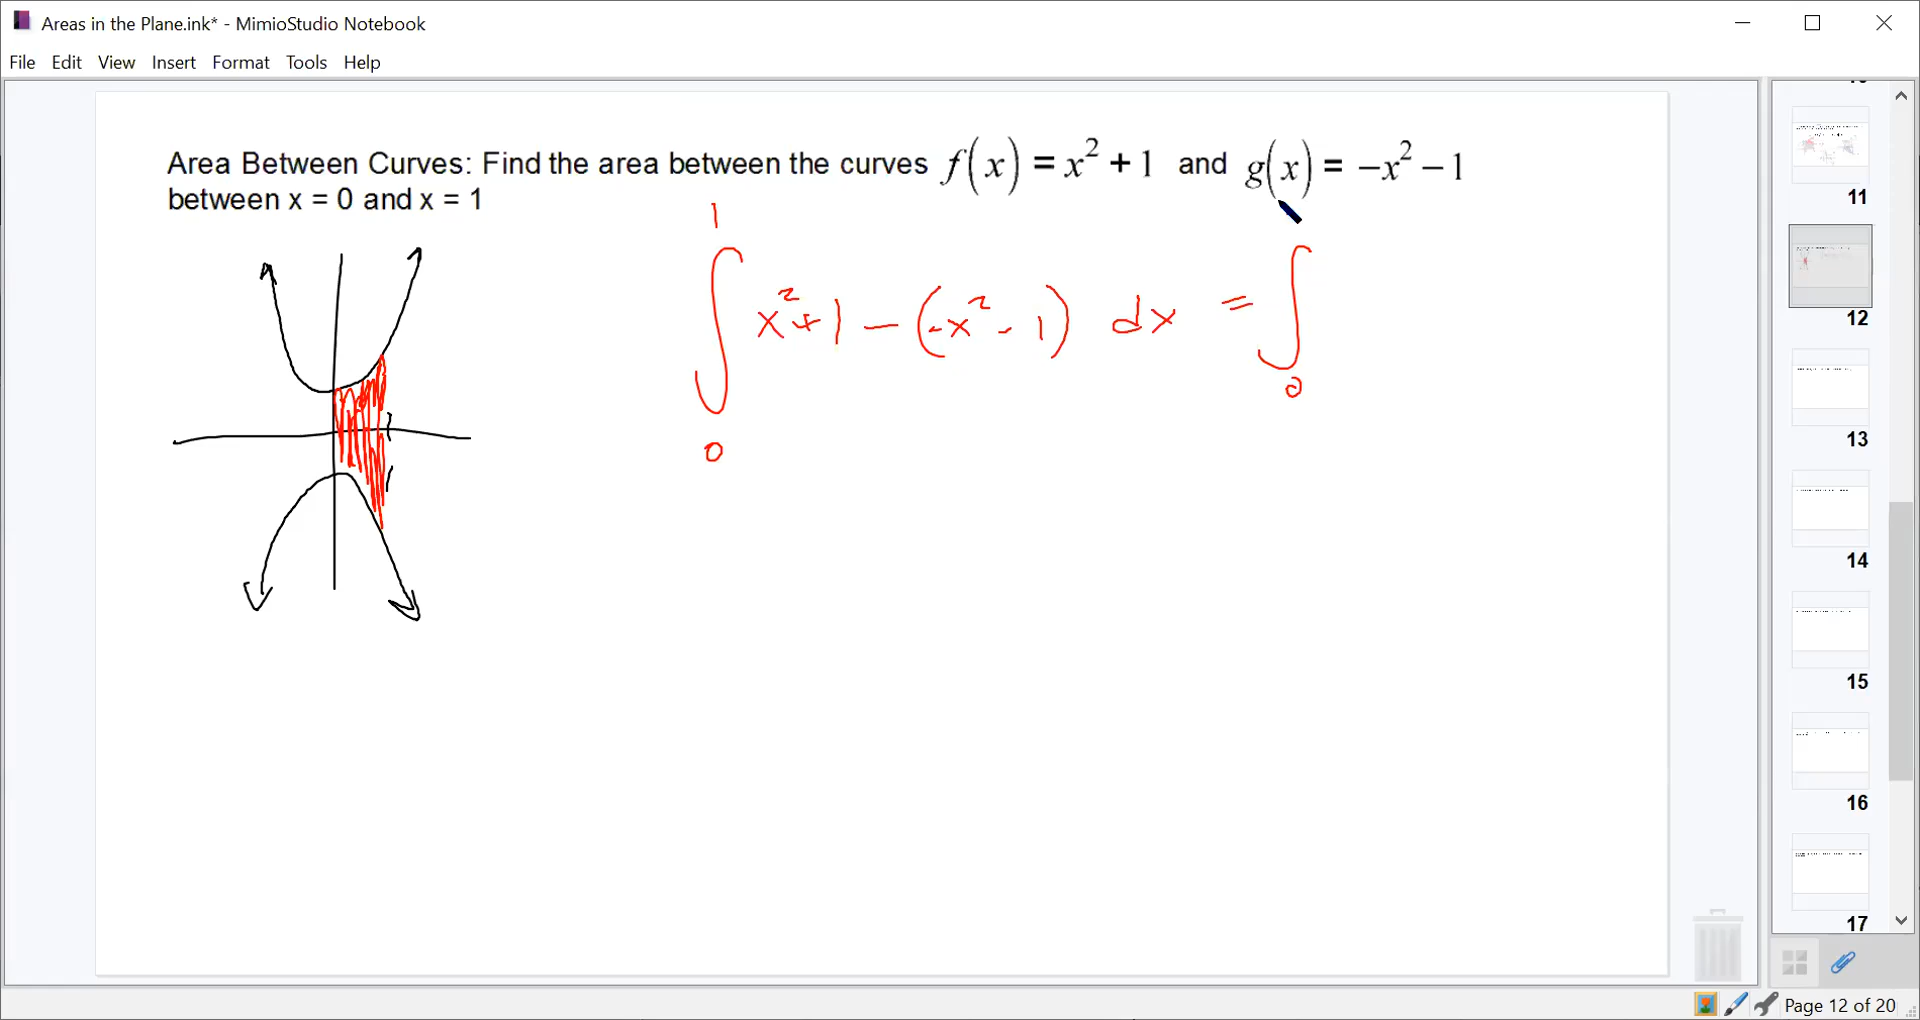 Areas in the Plane.ink* - MimioStudio Notebook
File Edit View Insert Format Tools Help
Area Between Curves: Find the area between the curves f(x) = x² + 1 and g(x) = −x² − 1
between x = 0 and x = 1
∫₀¹ x²+1 − (-x² - 1) dx = ∫₀
11
12
13
14
15
16
17
Page 12 of 20